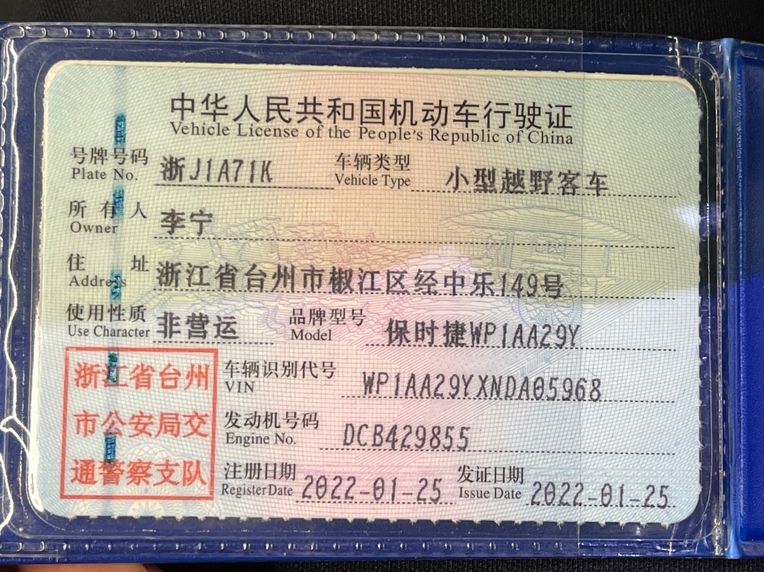 中华人民共和国机动车行驶证
Vehicle License of the People's Republic of China
号牌号码 浙J1A71K 车辆类型 小型越野客车
Plate No. Vehicle Type
所有人 李宁
Owner
住址 浙江省台州市椒江区经中乐149号
Address
使用性质 非营运 品牌型号 保时捷WP1AA29Y
Use Character Model
浙江省台州
市公安局交
通警察支队
车辆识别代号 WP1AA29YXNDA05968
VIN
发动机号码 DCB429855
Engine No.
注册日期 2022-01-25 发证日期 2022-01-25
Register Date Issue Date